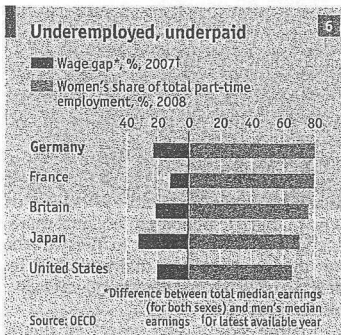 Underemployed, underpaid
6
Wage gap*, %, 2007†
Women's share of total part-time
employment, %, 2008
40 20 0 20 40 60 80
Germany
France
Britain
Japan
United States
*Difference between total median earnings
(for both sexes) and men's median
Source: OECD earnings †Or latest available year